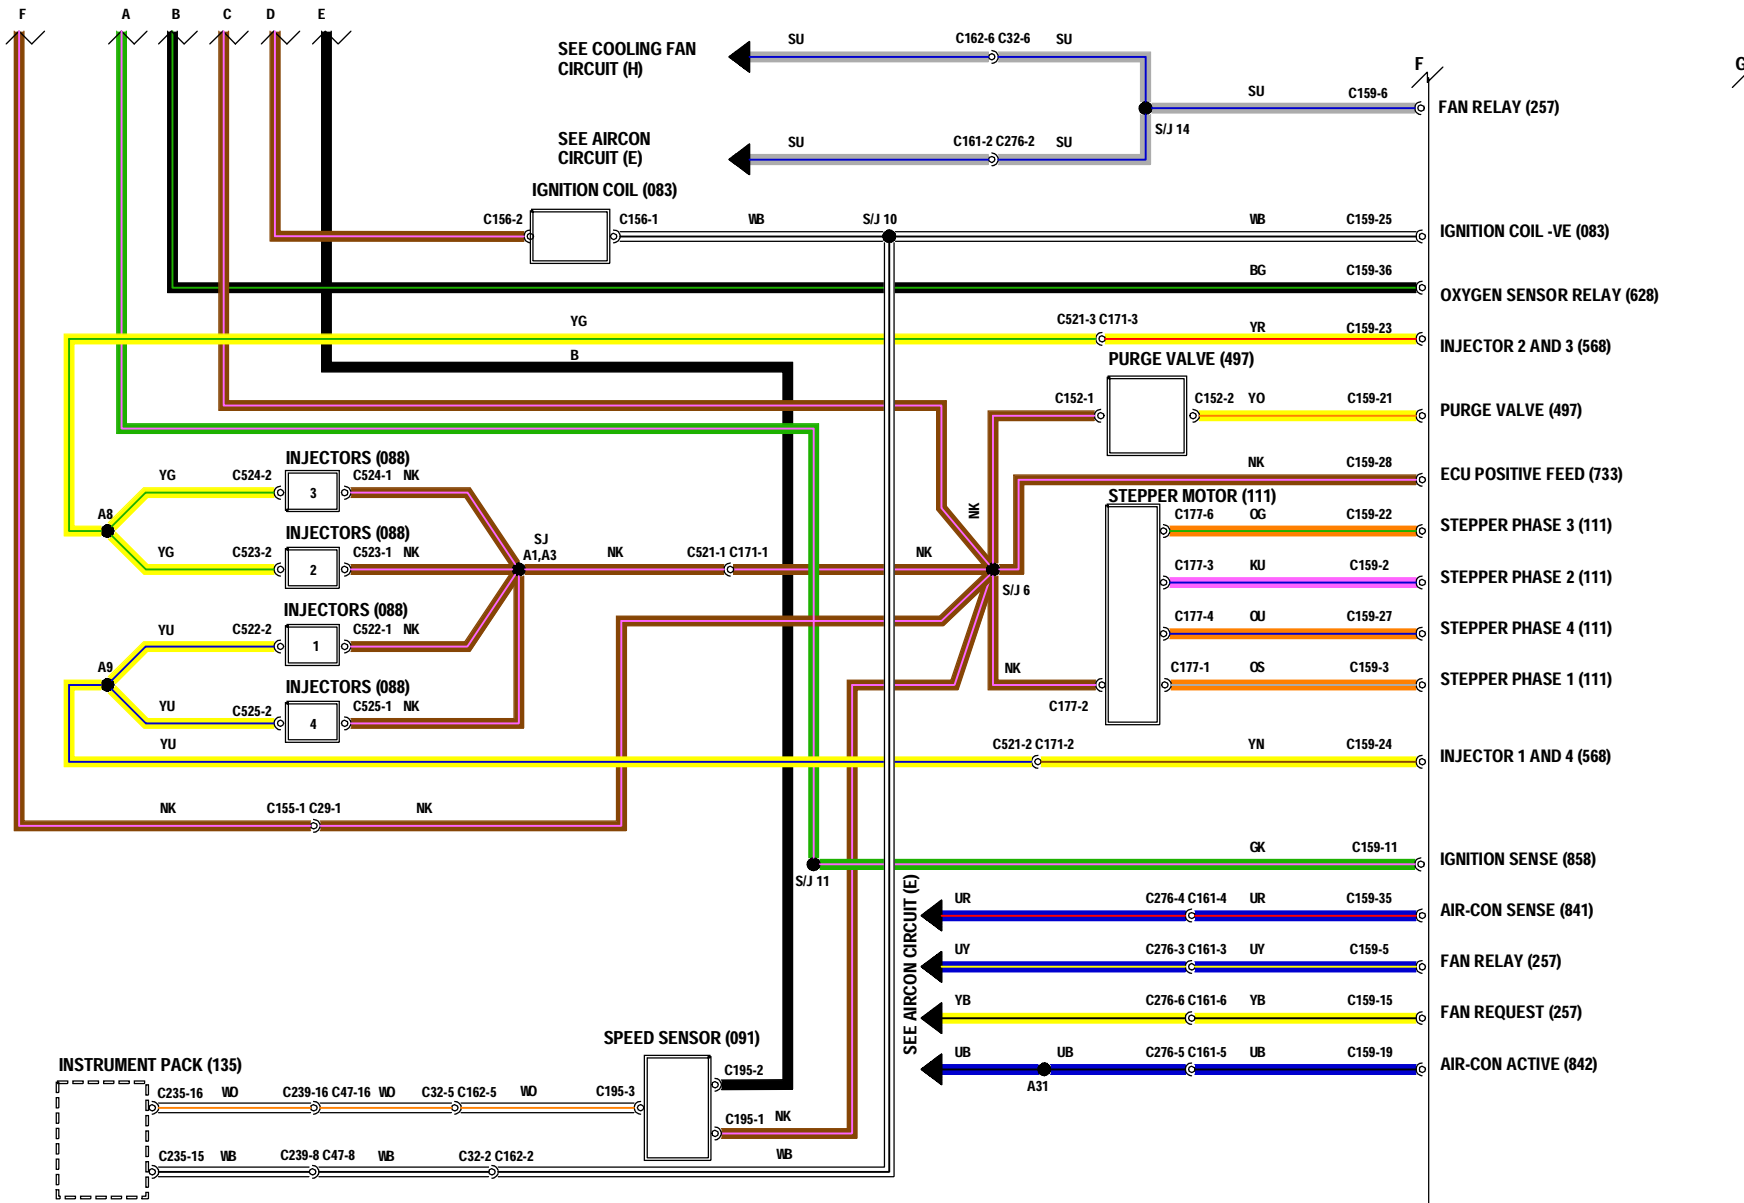 F A B C D E
SEE COOLING FAN
CIRCUIT (H)
SU C162-6 C32-6 SU
F G
SU C159-6 FAN RELAY (257)
S/J 14
SEE AIRCON
CIRCUIT (E)
SU C161-2 C276-2 SU
IGNITION COIL (083)
C156-2 C156-1 WB S/J 10 WB C159-25 IGNITION COIL -VE (083)
BG C159-36 OXYGEN SENSOR RELAY (628)
YG C521-3 C171-3 YR C159-23 INJECTOR 2 AND 3 (568)
B
PURGE VALVE (497)
C152-1 C152-2 YO C159-21 PURGE VALVE (497)
INJECTORS (088)
YG C524-2 3 C524-1 NK
NK C159-28 ECU POSITIVE FEED (733)
STEPPER MOTOR (111)
NK
A8
C177-6 OG C159-22 STEPPER PHASE 3 (111)
INJECTORS (088)
YG C523-2 2 C523-1 NK
SJ
A1,A3
NK C521-1 C171-1 NK
S/J 6
C177-3 KU C159-2 STEPPER PHASE 2 (111)
INJECTORS (088)
YU C522-2 1 C522-1 NK
C177-4 OU C159-27 STEPPER PHASE 4 (111)
A9
NK
C177-2
C177-1 OS C159-3 STEPPER PHASE 1 (111)
INJECTORS (088)
YU C525-2 4 C525-1 NK
YU C521-2 C171-2 YN C159-24 INJECTOR 1 AND 4 (568)
NK C155-1 C29-1 NK
GK C159-11 IGNITION SENSE (858)
S/J 11
SEE AIRCON CIRCUIT (E)
UR C276-4 C161-4 UR C159-35 AIR-CON SENSE (841)
UY C276-3 C161-3 UY C159-5 FAN RELAY (257)
YB C276-6 C161-6 YB C159-15 FAN REQUEST (257)
UB UB C276-5 C161-5 UB C159-19 AIR-CON ACTIVE (842)
A31
SPEED SENSOR (091)
C195-2
INSTRUMENT PACK (135)
C235-16 WO C239-16 C47-16 WO C32-5 C162-5 WO C195-3
C195-1 NK
C235-15 WB C239-8 C47-8 WB C32-2 C162-2 WB